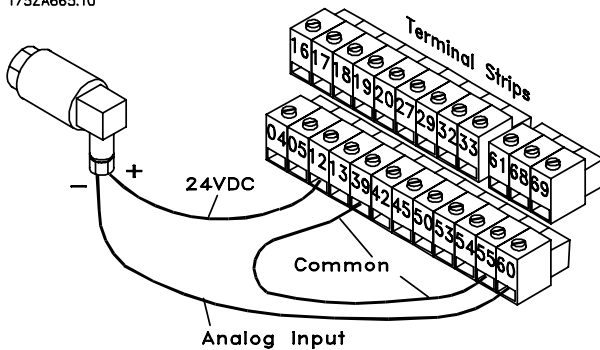 175ZA665.10
Terminal Strips
16 17 18 19 20 27 29 32 33
61 68 69
04 05 12 13 39 42 45 50 53 54 55 60
- +
24VDC
Common
Analog Input